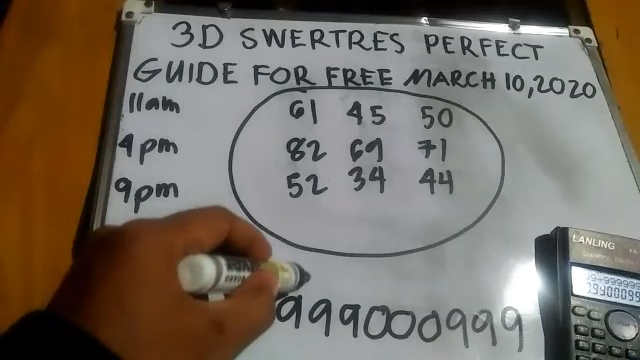 3D SWERTRES PERFECT
GUIDE FOR FREE MARCH 10, 2020
11am 61 45 50
4pm 82 69 71
9pm 52 34 44
999000999
LANLING